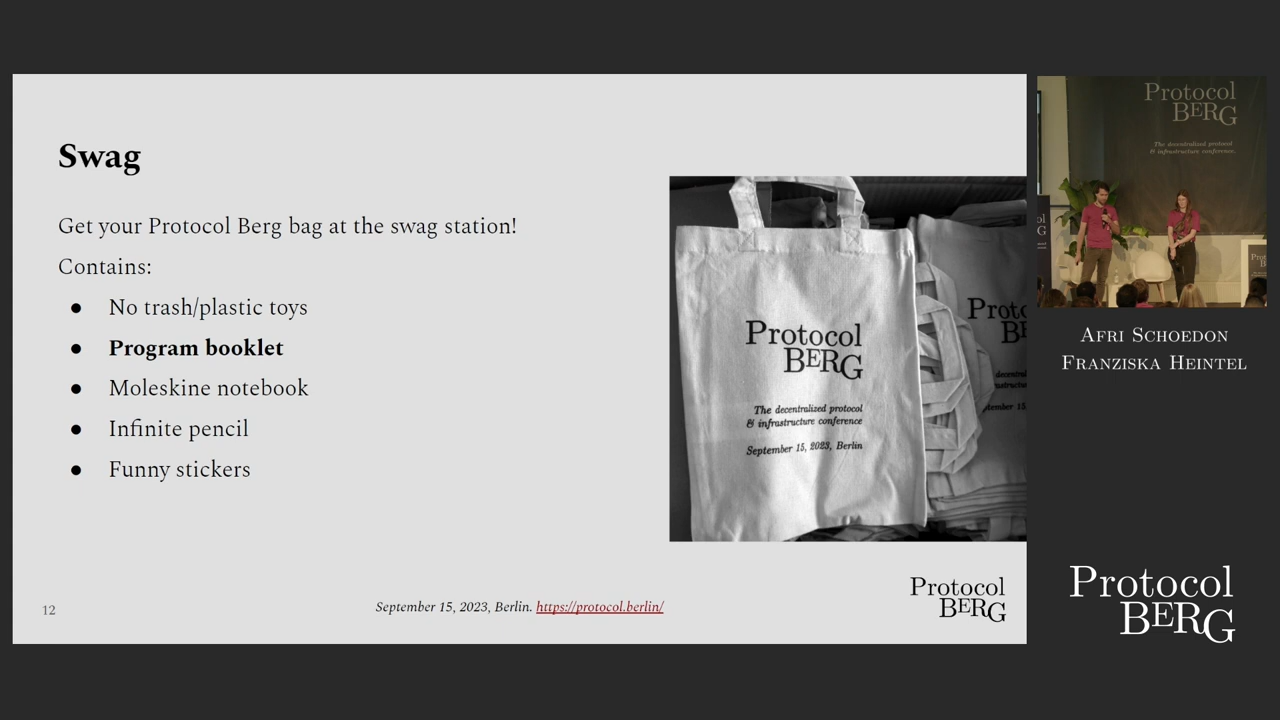 Swag
Get your Protocol Berg bag at the swag station!
Contains:
● No trash/plastic toys
● Program booklet
● Moleskine notebook
● Infinite pencil
● Funny stickers
Protocol
BERG
The decentralized protocol
& infrastructure conference
September 15, 2023, Berlin
12
September 15, 2023, Berlin. https://protocol.berlin/
Protocol
BERG
Protocol
BERG
The decentralized protocol
& infrastructure conference.
Afri Schoedon
Franziska Heintel
Protocol
BERG